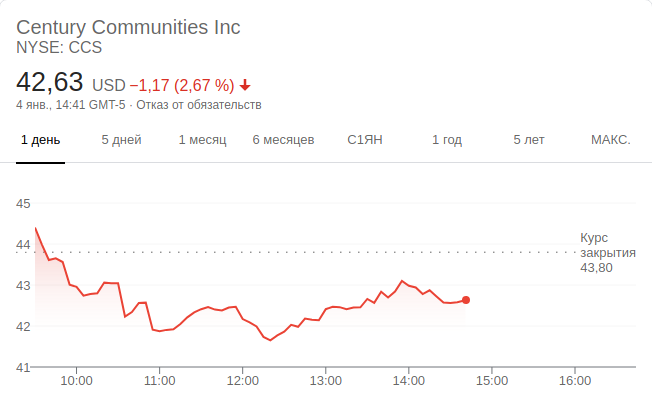 Century Communities Inc
NYSE: CCS
42,63 USD −1,17 (2,67 %)
4 янв., 14:41 GMT-5 · Отказ от обязательств
1 день 5 дней 1 месяц 6 месяцев С1ЯН 1 год 5 лет МАКС.
45
44
43
42
41
Курс
закрытия
43,80
10:00 11:00 12:00 13:00 14:00 15:00 16:00